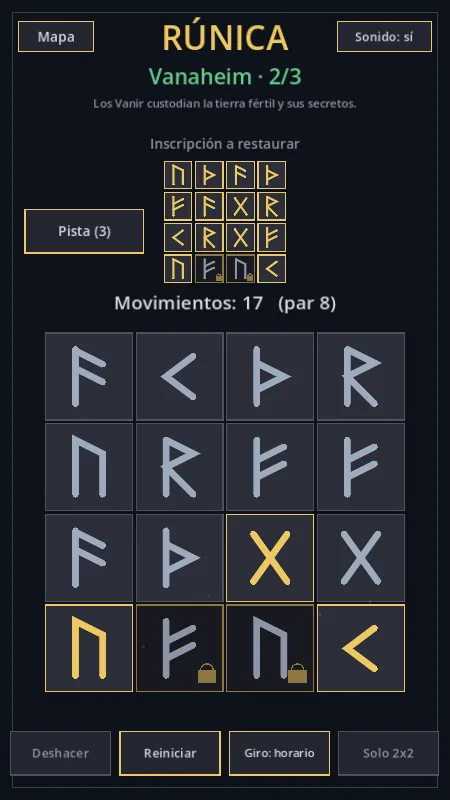 Mapa
RÚNICA
Sonido: sí
Vanaheim · 2/3
Los Vanir custodian la tierra fértil y sus secretos.
Inscripción a restaurar
ᚢ ᚦ ᚨ ᚦ
ᚠ ᚨ ᚷ ᚱ
ᚲ ᚱ ᚷ ᚠ
ᚢ ᚠ ᚢ ᚲ
Pista (3)
Movimientos: 17 (par 8)
ᚨ ᚲ ᚦ ᚱ
ᚢ ᚱ ᚠ ᚠ
ᚨ ᚦ ᚷ ᚷ
ᚢ ᚠ ᚢ ᚲ
Deshacer
Reiniciar
Giro: horario
Solo 2x2